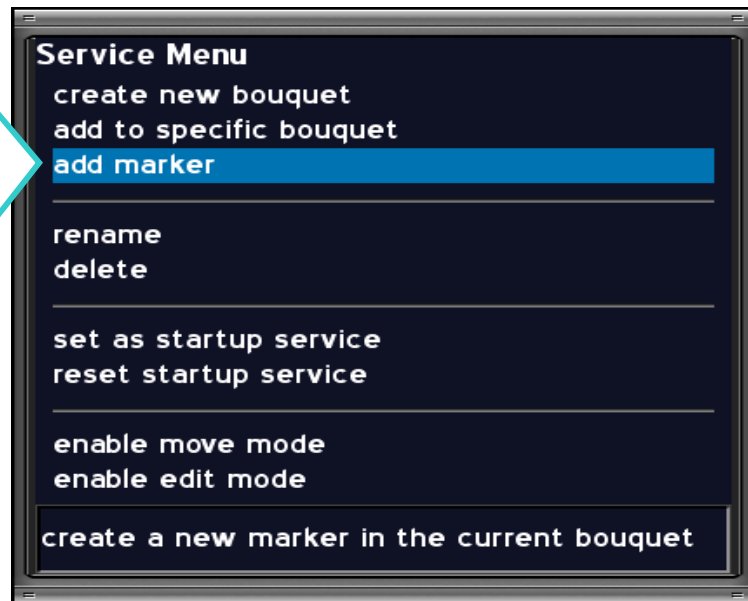 Service Menu
create new bouquet
add to specific bouquet
add marker
rename
delete
set as startup service
reset startup service
enable move mode
enable edit mode
create a new marker in the current bouquet